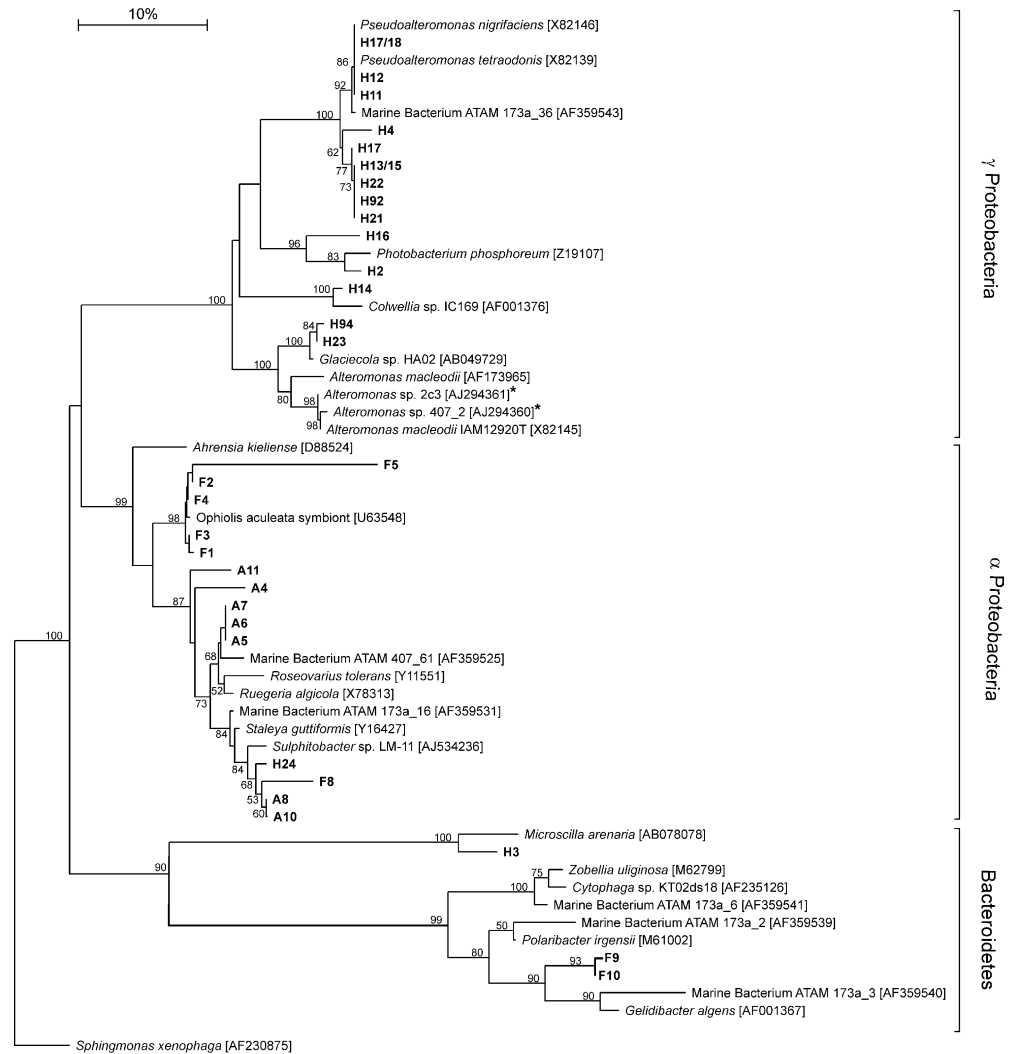 10%
Pseudoalteromonas nigrifaciens [X82146]
H17/18
86
Pseudoalteromonas tetraodonis [X82139]
H12
92
H11
100
Marine Bacterium ATAM 173a_36 [AF359543]
H4
62
H17
77
H13/15
73
H22
H92
H21
H16
96
83
Photobacterium phosphoreum [Z19107]
H2
100
H14
100
Colwellia sp. IC169 [AF001376]
84
H94
100
H23
100
Glaciecola sp. HA02 [AB049729]
Alteromonas macleodii [AF173965]
80
98
Alteromonas sp. 2c3 [AJ294361]*
Alteromonas sp. 407_2 [AJ294360]*
98
Alteromonas macleodii IAM12920T [X82145]
γ Proteobacteria
Ahrensia kieliense [D88524]
F5
F2
99
F4
98
Ophiolis aculeata symbiont [U63548]
F3
F1
A11
A4
87
A7
A6
A5
68
Marine Bacterium ATAM 407_61 [AF359525]
Roseovarius tolerans [Y11551]
52
Ruegeria algicola [X78313]
73
Marine Bacterium ATAM 173a_16 [AF359531]
84
Staleya guttiformis [Y16427]
Sulphitobacter sp. LM-11 [AJ534236]
84
H24
68
F8
53
A8
60
A10
α Proteobacteria
100
Microscilla arenaria [AB078078]
100
H3
90
Zobellia uliginosa [M62799]
75
100
Cytophaga sp. KT02ds18 [AF235126]
Marine Bacterium ATAM 173a_6 [AF359541]
99
50
Marine Bacterium ATAM 173a_2 [AF359539]
Polaribacter irgensii [M61002]
80
93
F9
F10
90
90
Marine Bacterium ATAM 173a_3 [AF359540]
Gelidibacter algens [AF001367]
Bacteroidetes
Sphingmonas xenophaga [AF230875]